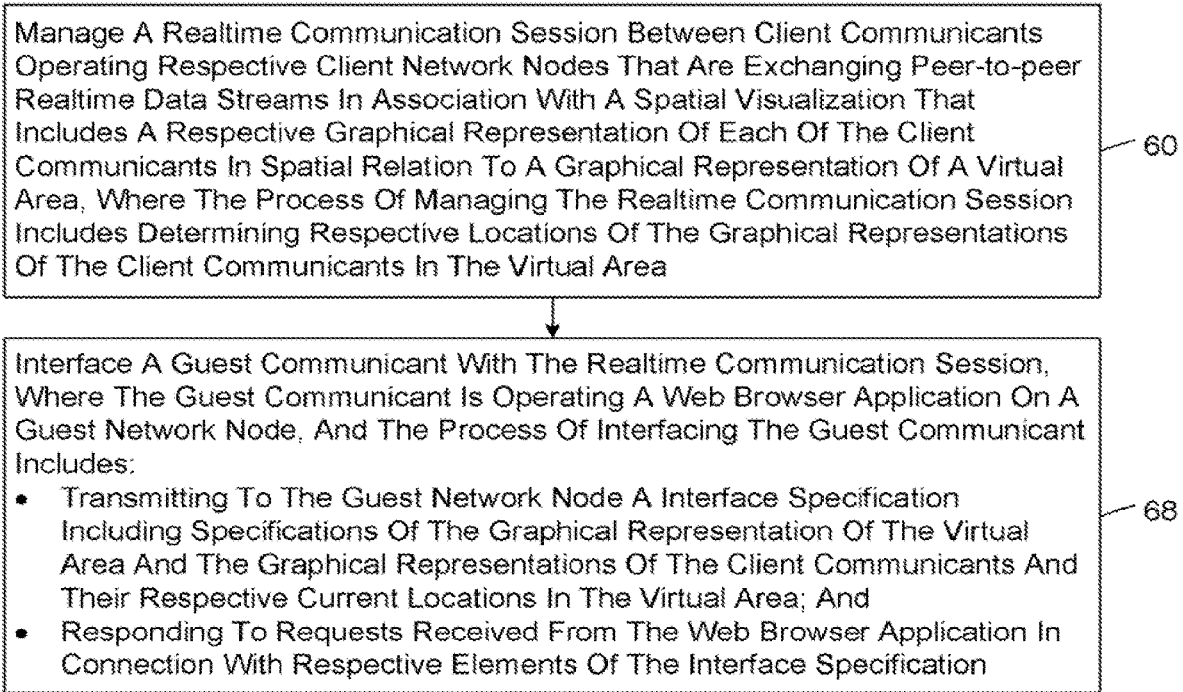 Manage A Realtime Communication Session Between Client Communicants
Operating Respective Client Network Nodes That Are Exchanging Peer-to-peer
Realtime Data Streams In Association With A Spatial Visualization That
Includes A Respective Graphical Representation Of Each Of The Client
Communicants In Spatial Relation To A Graphical Representation Of A Virtual
Area, Where The Process Of Managing The Realtime Communication Session
Includes Determining Respective Locations Of The Graphical Representations
Of The Client Communicants In The Virtual Area
60
Interface A Guest Communicant With The Realtime Communication Session,
Where The Guest Communicant Is Operating A Web Browser Application On A
Guest Network Node, And The Process Of Interfacing The Guest Communicant
Includes:
• Transmitting To The Guest Network Node A Interface Specification
Including Specifications Of The Graphical Representation Of The Virtual
Area And The Graphical Representations Of The Client Communicants And
Their Respective Current Locations In The Virtual Area; And
• Responding To Requests Received From The Web Browser Application In
Connection With Respective Elements Of The Interface Specification
68